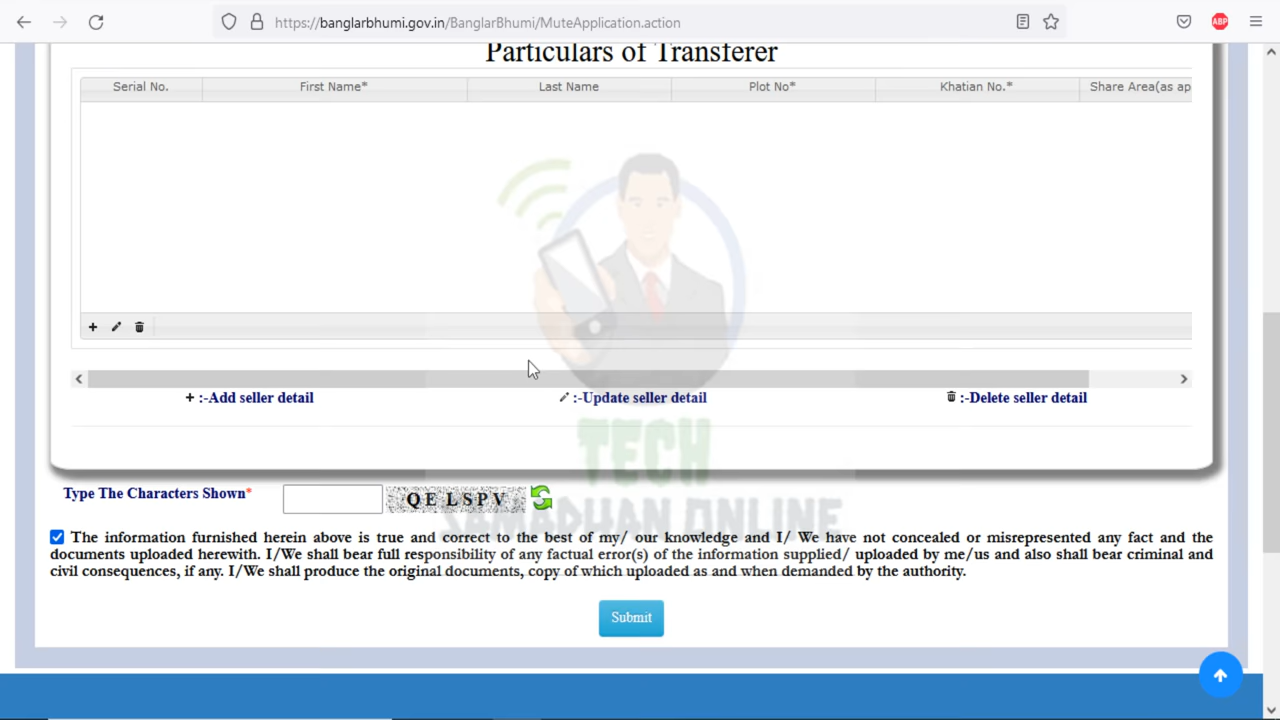 https://banglarbhumi.gov.in/BanglarBhumi/MuteApplication.action
ABP
Particulars of Transferer
Serial No. First Name* Last Name Plot No* Khatian No.* Share Area(as ap
+ :-Add seller detail :-Update seller detail :-Delete seller detail
TECH
SAMADHAN ONLINE
Type The Characters Shown* QELSPV
The information furnished herein above is true and correct to the best of my/ our knowledge and I/ We have not concealed or misrepresented any fact and the
documents uploaded herewith. I/We shall bear full responsibility of any factual error(s) of the information supplied/ uploaded by me/us and also shall bear criminal and
civil consequences, if any. I/We shall produce the original documents, copy of which uploaded as and when demanded by the authority.
Submit